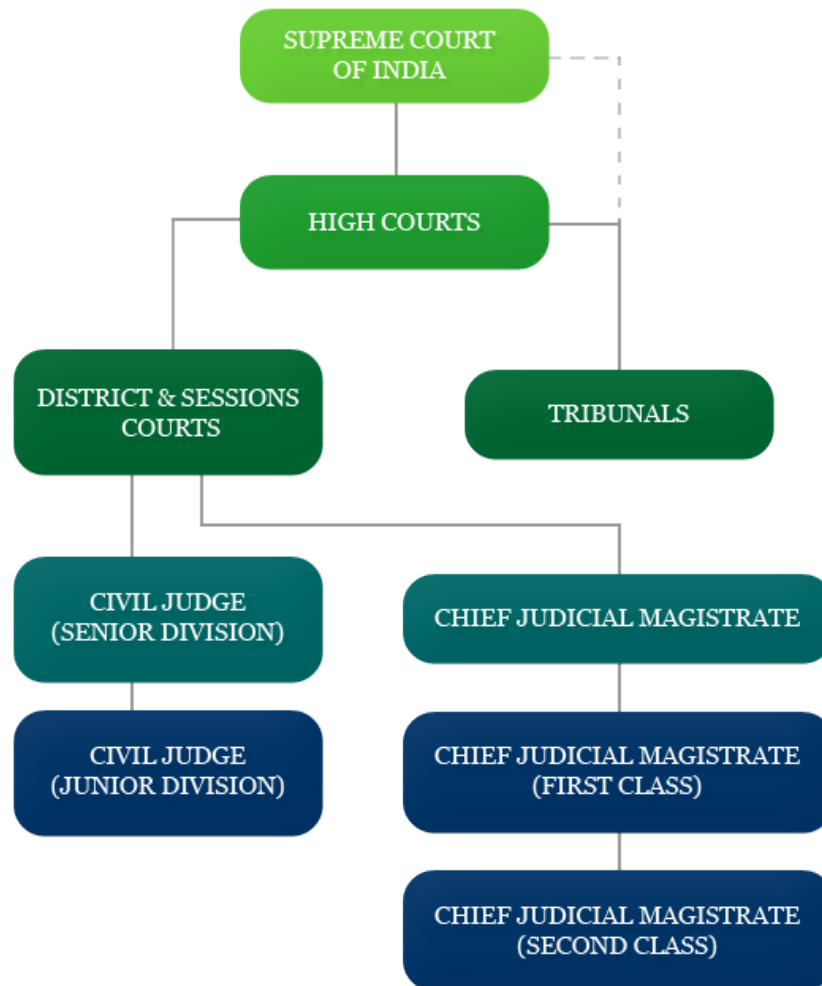 SUPREME COURT
OF INDIA
HIGH COURTS
DISTRICT & SESSIONS
COURTS
TRIBUNALS
CIVIL JUDGE
(SENIOR DIVISION)
CHIEF JUDICIAL MAGISTRATE
CIVIL JUDGE
(JUNIOR DIVISION)
CHIEF JUDICIAL MAGISTRATE
(FIRST CLASS)
CHIEF JUDICIAL MAGISTRATE
(SECOND CLASS)